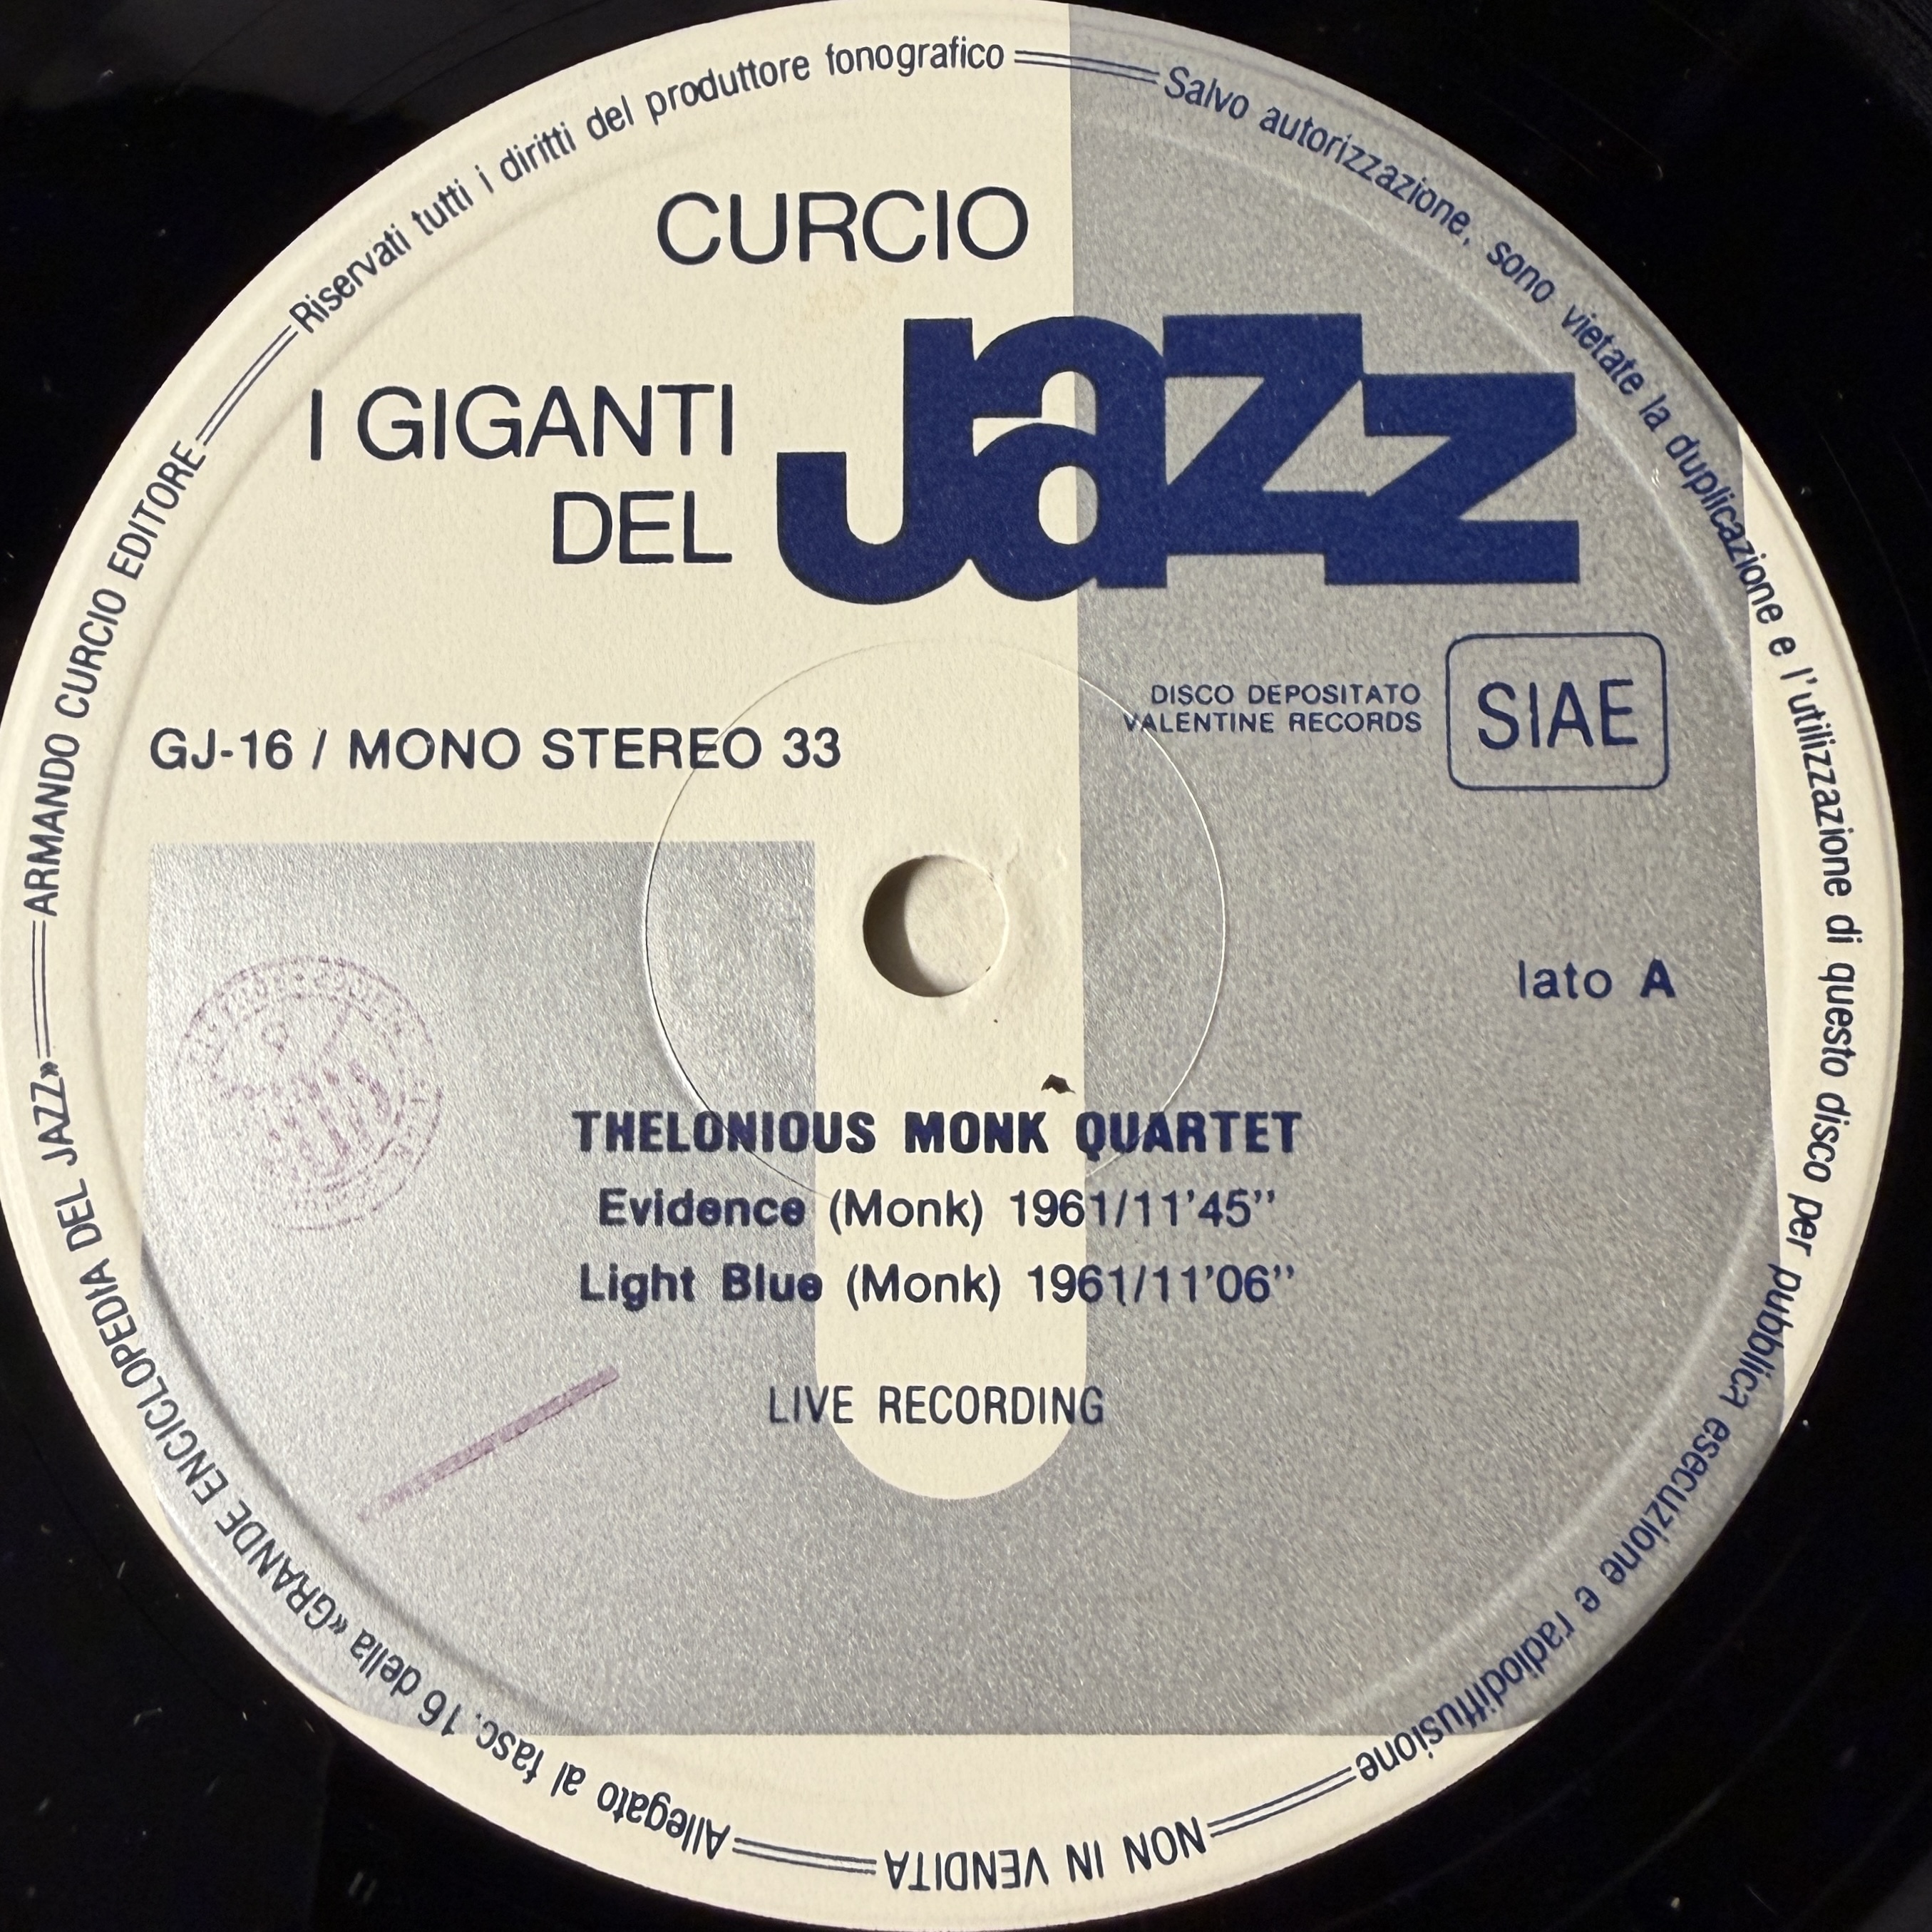 Riservati tutti i diritti del produttore fonografico
Salvo autorizzazione, sono vietate la duplicazione e l'utilizzazione di questo disco per pubblica esecuzione e radiodiffusione
NON IN VENDITA
Allegato al fasc. 16 della «GRANDE ENCICLOPEDIA DEL JAZZ»
ARMANDO CURCIO EDITORE
CURCIO
I GIGANTI
DEL
Jazz
DISCO DEPOSITATO
VALENTINE RECORDS
SIAE
GJ-16 / MONO STEREO 33
lato A
THELONIOUS MONK QUARTET
Evidence (Monk) 1961/11'45''
Light Blue (Monk) 1961/11'06''
LIVE RECORDING